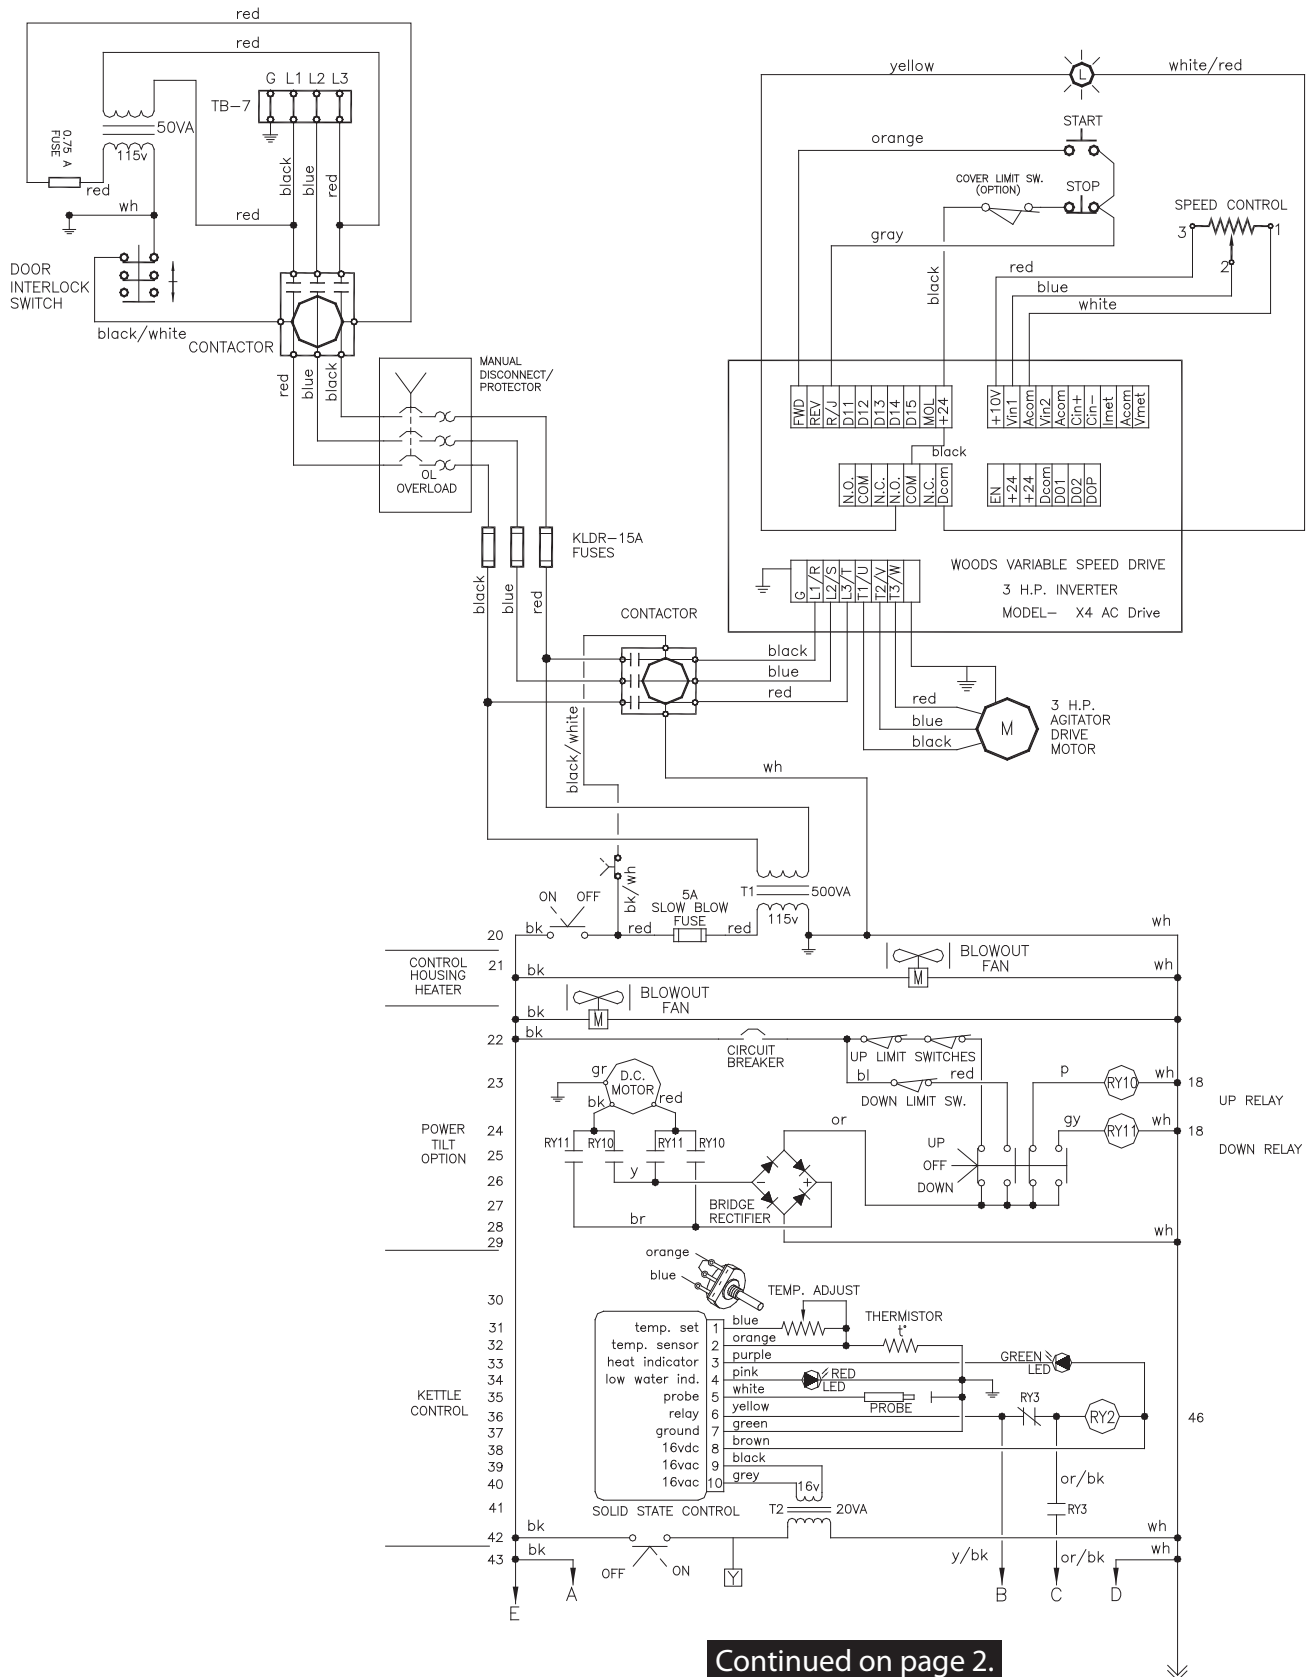 red
red
yellow
L
white/red
G L1 L2 L3
TB-7
50VA
0.75 A
FUSE
115v
red
START
orange
COVER LIMIT SW.
(OPTION)
STOP
SPEED CONTROL
3
1
2
black
blue
red
wh
red
gray
black
red
blue
white
DOOR
INTERLOCK
SWITCH
black/white
CONTACTOR
red
blue
black
MANUAL
DISCONNECT/
PROTECTOR
OL
OVERLOAD
FWD
REV
R/J
D11
D12
D13
D14
D15
MOL
+24
+10V
Vin1
Acom
Vin2
Acom
Cin+
Cin-
Imet
Acom
Vmet
black
N.O.
COM
N.C.
N.O.
COM
N.C.
Dcom
EN
+24
+24
Dcom
D01
D02
DOP
KLDR-15A
FUSES
black
blue
red
G
L1/R
L2/S
L3/T
T1/U
T2/V
T3/W
WOODS VARIABLE SPEED DRIVE
3 H.P. INVERTER
MODEL- X4 AC Drive
CONTACTOR
black
blue
red
black/white
red
blue
black
M
3 H.P.
AGITATOR
DRIVE
MOTOR
wh
ON OFF
bk/wh
5A
SLOW BLOW
FUSE
T1
500VA
115v
20
bk
red
red
wh
CONTROL
HOUSING
HEATER
21
bk
M
BLOWOUT
FAN
wh
bk
M
BLOWOUT
FAN
22
bk
CIRCUIT
BREAKER
UP LIMIT SWITCHES
23
gr
D.C.
MOTOR
bk
red
bl
red
DOWN LIMIT SW.
p
RY10
wh
18
UP RELAY
POWER
TILT
OPTION
24
RY11
RY10
RY11
RY10
or
gy
RY11
wh
18
DOWN RELAY
25
UP
OFF
DOWN
26
y
-
+
27
BRIDGE
RECTIFIER
28
br
29
wh
orange
blue
30
TEMP. ADJUST
THERMISTOR
t°
31
temp. set 1 blue
32
temp. sensor 2 orange
33
heat indicator 3 purple
GREEN
LED
34
low water ind. 4 pink
RED
LED
KETTLE
CONTROL
35
probe 5 white
PROBE
RY3
36
relay 6 yellow
RY2
46
37
ground 7 green
38
16vdc 8 brown
39
16vac 9 black
40
16vac 10 grey
16v
or/bk
41
SOLID STATE CONTROL
T2
20VA
RY3
42
bk
wh
43
bk
OFF ON
Y
y/bk
or/bk
wh
E
A
B
C
D
Continued on page 2.